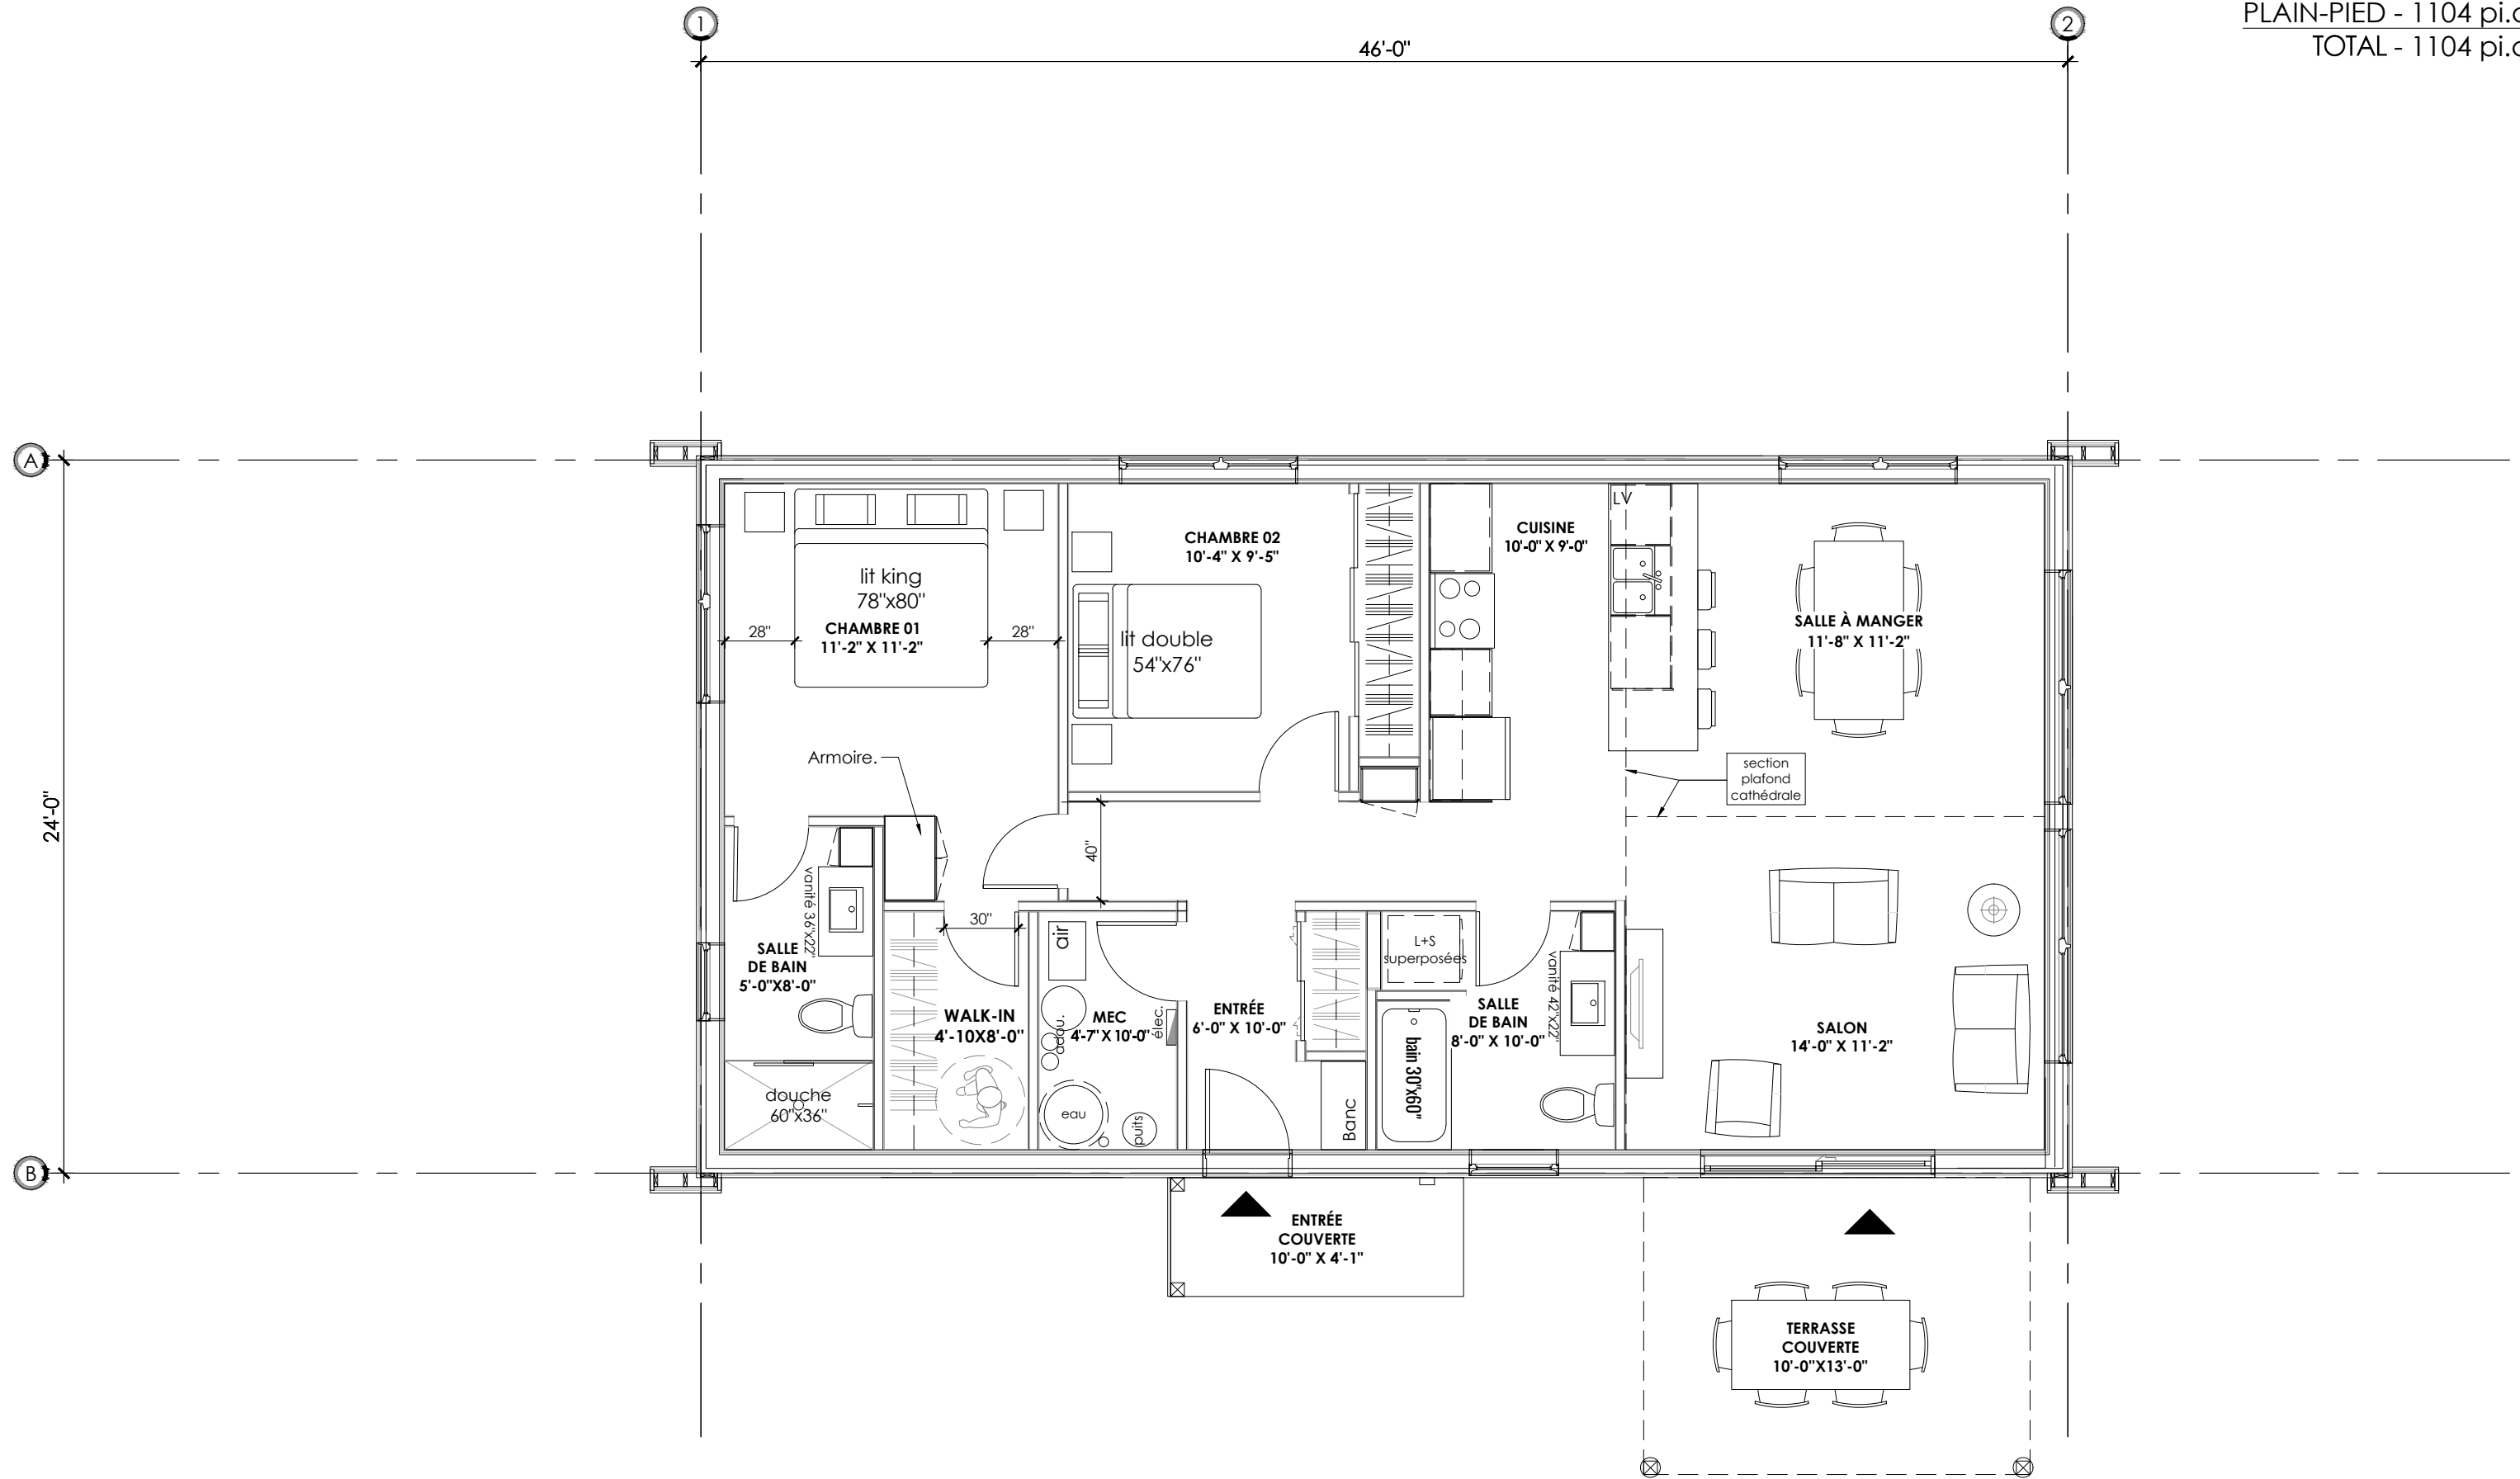 1
2
46'-0"
PLAIN-PIED - 1104 pi.c
TOTAL - 1104 pi.c
A
B
24'-0"
lit king
78"x80"
CHAMBRE 01
11'-2" X 11'-2"
28"
28"
CHAMBRE 02
10'-4" X 9'-5"
lit double
54"x76"
CUISINE
10'-0" X 9'-0"
LV
SALLE À MANGER
11'-8" X 11'-2"
section
plafond
cathédrale
Armoire.
40"
30"
vanité 36"x22"
SALLE
DE BAIN
5'-0"X8'-0"
douche
60"x36"
WALK-IN
4'-10X8'-0"
air
adou.
MEC
4'-7" X 10'-0"
élec.
eau
puits
ENTRÉE
6'-0" X 10'-0"
Banc
L+S
superposées
bain 30"x60"
SALLE
DE BAIN
8'-0" X 10'-0"
vanité 42"x22"
SALON
14'-0" X 11'-2"
ENTRÉE
COUVERTE
10'-0" X 4'-1"
TERRASSE
COUVERTE
10'-0"X13'-0"